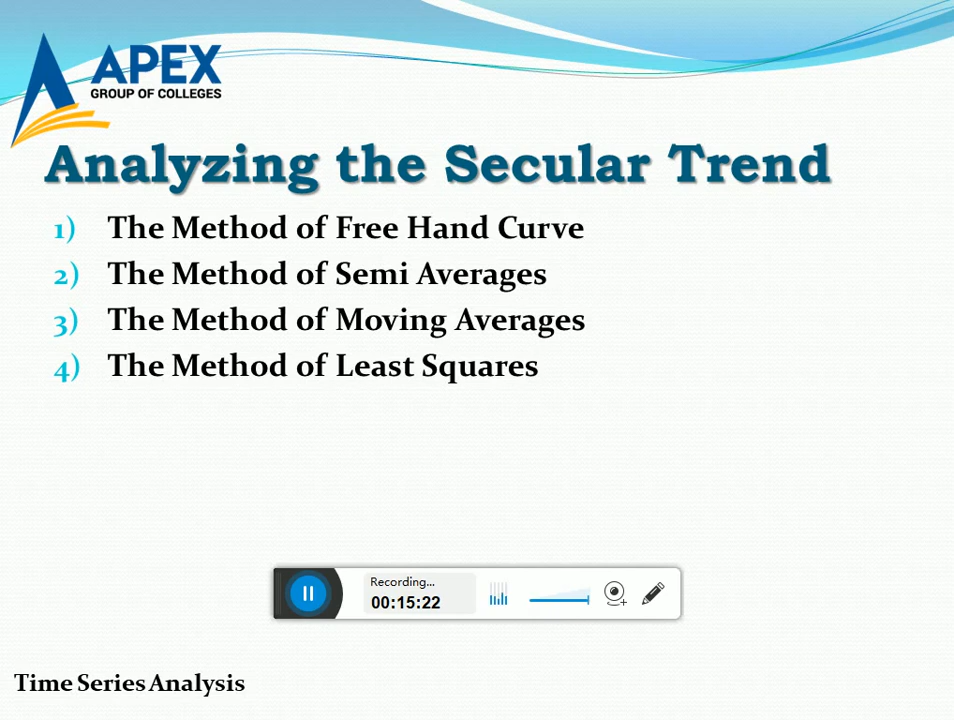 APEX
GROUP OF COLLEGES
Analyzing the Secular Trend
1) The Method of Free Hand Curve
2) The Method of Semi Averages
3) The Method of Moving Averages
4) The Method of Least Squares
Recording...
00:15:22
Time Series Analysis